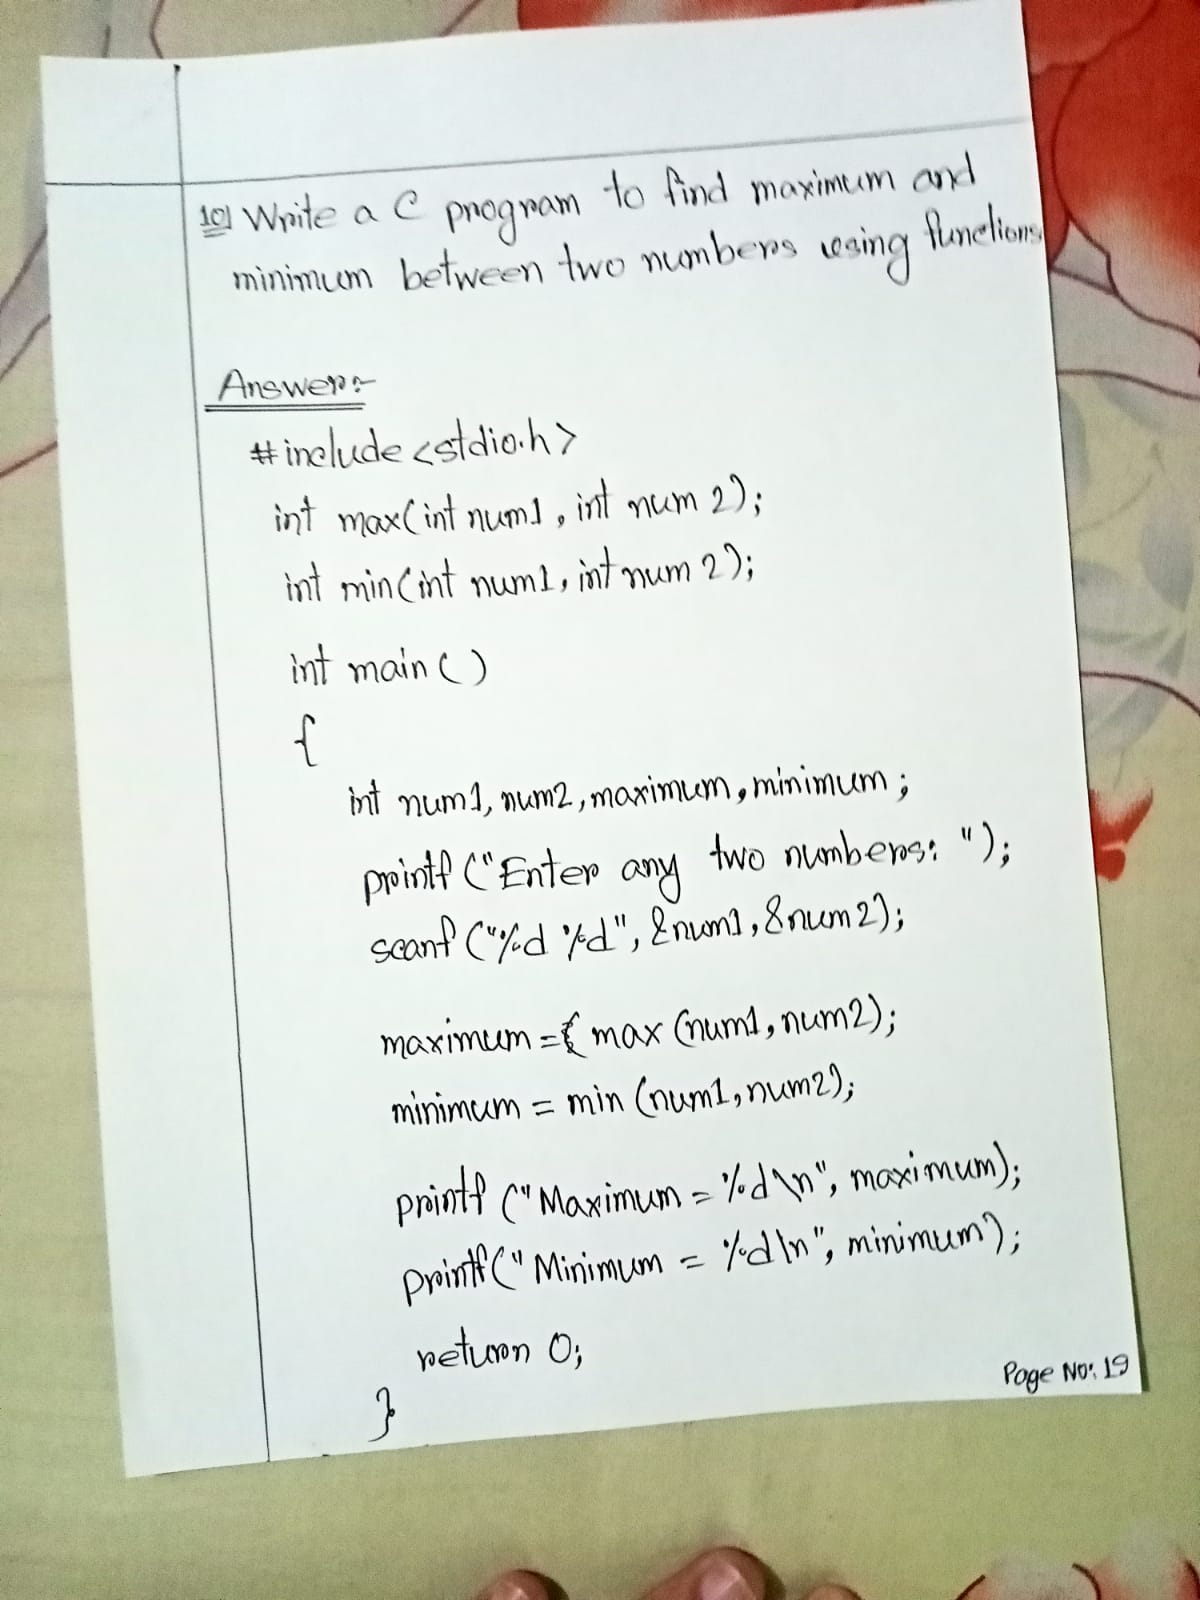 10) Write a C program to find maximum and
minimum between two numbers using functions.
Answer:-
#include <stdio.h>
int max(int num1, int num 2);
int min(int num1, int num 2);
int main()
{
int num1, num2, maximum, minimum;
printf ("Enter any two numbers: ");
scanf ("%d %d", &num1, &num2);
maximum = max (num1, num2);
minimum = min (num1, num2);
printf ("Maximum = %d\n", maximum);
printf("Minimum = %d\n", minimum);
return 0;
}
Page No: 19